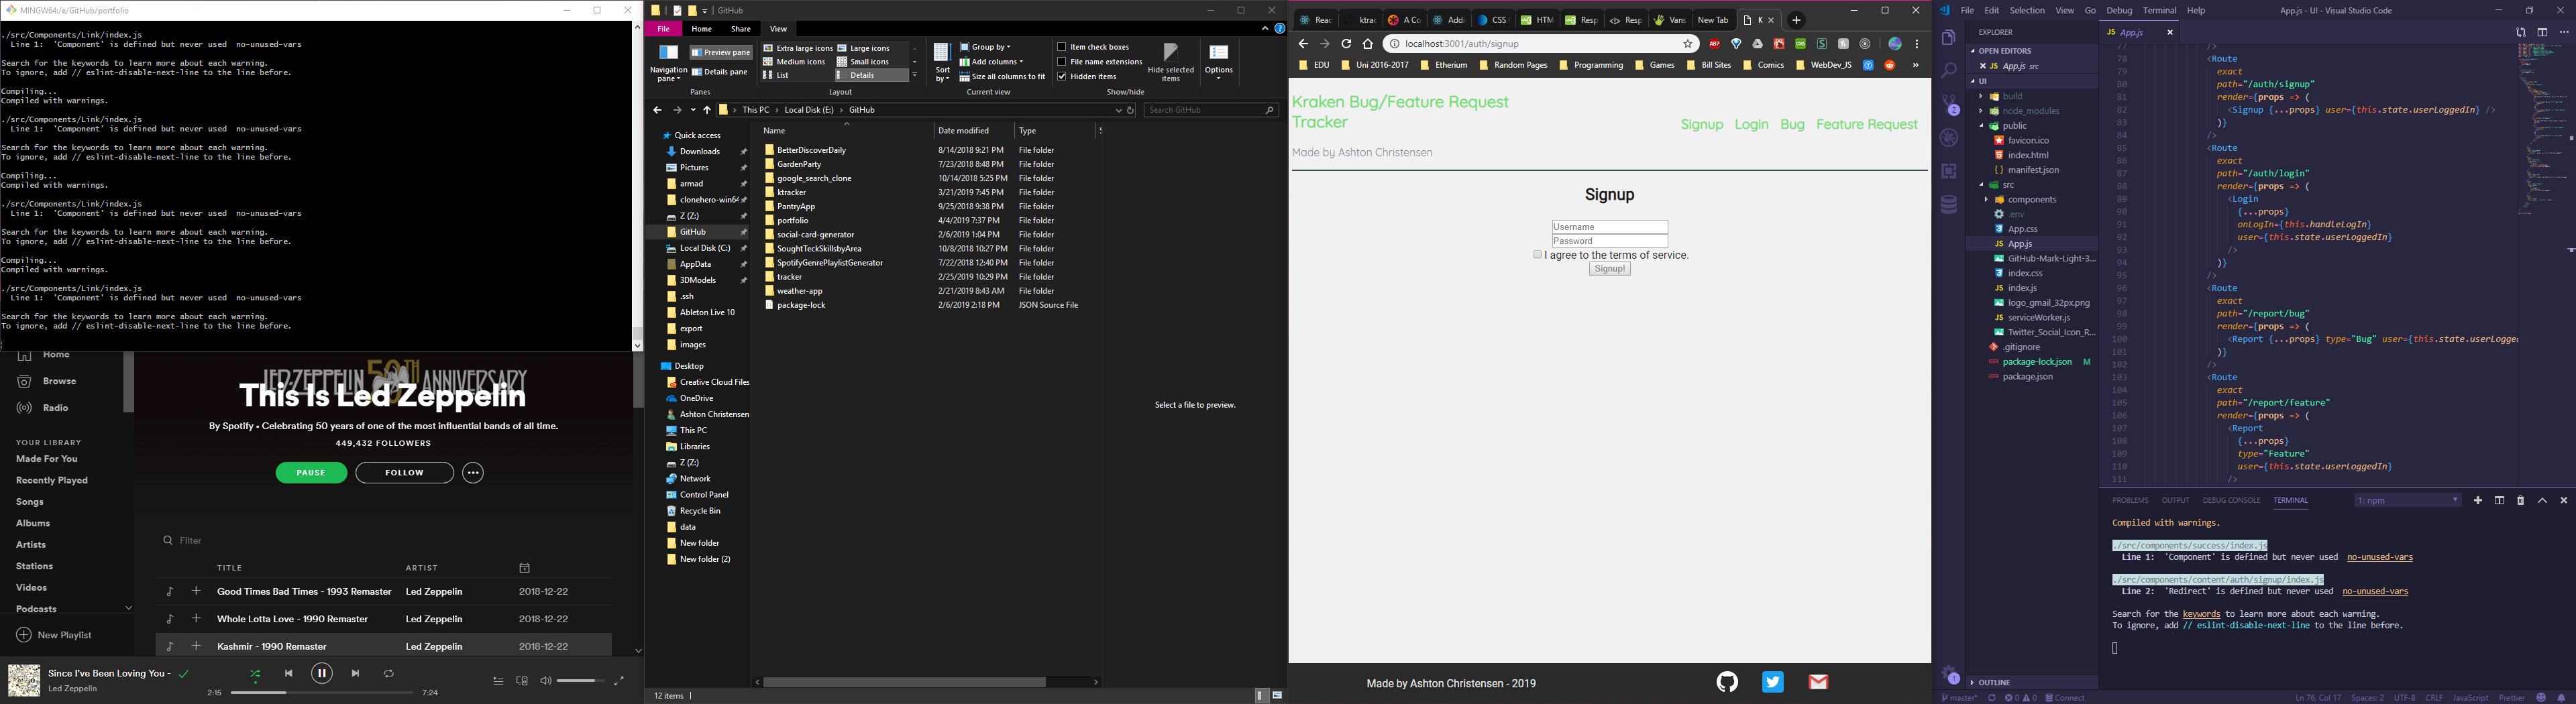 MINGW64:/e/GitHub/portfolio
./src/Components/Link/index.js
Line 1:  'Component' is defined but never used  no-unused-vars
Search for the keywords to learn more about each warning.
To ignore, add // eslint-disable-next-line to the line before.
Compiling...
Compiled with warnings.
./src/Components/Link/index.js
Line 1:  'Component' is defined but never used  no-unused-vars
Search for the keywords to learn more about each warning.
To ignore, add // eslint-disable-next-line to the line before.
Compiling...
Compiled with warnings.
./src/Components/Link/index.js
Line 1:  'Component' is defined but never used  no-unused-vars
Search for the keywords to learn more about each warning.
To ignore, add // eslint-disable-next-line to the line before.
Compiling...
Compiled with warnings.
./src/Components/Link/index.js
Line 1:  'Component' is defined but never used  no-unused-vars
Search for the keywords to learn more about each warning.
To ignore, add // eslint-disable-next-line to the line before.
Home
Browse
Radio
YOUR LIBRARY
Made For You
Recently Played
Songs
Albums
Artists
Stations
Videos
Podcasts
New Playlist
LED ZEPPELIN 50TH ANNIVERSARY
This Is Led Zeppelin
By Spotify • Celebrating 50 years of one of the most influential bands of all time.
449,432 FOLLOWERS
PAUSE FOLLOW
Filter
TITLE ARTIST
Good Times Bad Times - 1993 Remaster Led Zeppelin 2018-12-22
Whole Lotta Love - 1990 Remaster Led Zeppelin 2018-12-22
Kashmir - 1990 Remaster Led Zeppelin 2018-12-22
Since I've Been Loving You -
Led Zeppelin
2:15 7:24
GitHub
File Home Share View
Navigation pane
Preview pane
Details pane
Panes
Extra large icons Large icons
Medium icons Small icons
List Details
Layout
Sort by
Group by
Add columns
Size all columns to fit
Current view
Item check boxes
File name extensions
Hidden items
Hide selected items
Show/hide
Options
This PC > Local Disk (E:) > GitHub
Search GitHub
Quick access
Downloads
Pictures
armad
clonehero-win64
Z (Z:)
GitHub
Local Disk (C:)
AppData
3DModels
.ssh
Ableton Live 10
export
images
Desktop
Creative Cloud Files
OneDrive
Ashton Christensen
This PC
Libraries
Z (Z:)
Network
Control Panel
Recycle Bin
data
New folder
New folder (2)
Name Date modified Type
BetterDiscoverDaily 8/14/2018 9:21 PM File folder
GardenParty 7/23/2018 8:48 PM File folder
google_search_clone 10/14/2018 5:25 PM File folder
ktracker 3/21/2019 7:45 PM File folder
PantryApp 9/25/2018 9:38 PM File folder
portfolio 4/4/2019 7:37 PM File folder
social-card-generator 2/6/2019 1:04 PM File folder
SoughtTeckSkillsbyArea 10/8/2018 10:27 PM File folder
SpotifyGenrePlaylistGenerator 7/22/2018 12:40 PM File folder
tracker 2/25/2019 10:29 PM File folder
weather-app 2/21/2019 8:43 AM File folder
package-lock 2/6/2019 2:18 PM JSON Source File
Select a file to preview.
12 items
Reac ktrac A Co Addi CSS HTM Resp Resp Vans New Tab K
localhost:3001/auth/signup
EDU Uni 2016-2017 Etherium Random Pages Programming Games Bill Sites Comics WebDev_JS
Kraken Bug/Feature Request
Tracker
Signup Login Bug Feature Request
Made by Ashton Christensen
Signup
Username
Password
I agree to the terms of service.
Signup!
Made by Ashton Christensen - 2019
File Edit Selection View Go Debug Terminal Help
App.js - UI - Visual Studio Code
EXPLORER
OPEN EDITORS
App.js src
UI
build
node_modules
public
favicon.ico
index.html
manifest.json
src
components
.env
App.css
App.js
GitHub-Mark-Light-3...
index.css
index.js
logo_gmail_32px.png
serviceWorker.js
Twitter_Social_Icon_R...
.gitignore
package-lock.json M
package.json
OUTLINE
App.js
77 />
78 <Route
79 exact
80 path="/auth/signup"
81 render={props => (
82 <Signup {...props} user={this.state.userLoggedIn} />
83 )}
84 />
85 <Route
86 exact
87 path="/auth/login"
88 render={props => (
89 <Login
90 {...props}
91 onLogIn={this.handleLogIn}
92 user={this.state.userLoggedIn}
93 />
94 )}
95 />
96 <Route
97 exact
98 path="/report/bug"
99 render={props => (
100 <Report {...props} type="Bug" user={this.state.userLogge
101 )}
102 />
103 <Route
104 exact
105 path="/report/feature"
106 render={props => (
107 <Report
108 {...props}
109 type="Feature"
110 user={this.state.userLoggedIn}
111 />
PROBLEMS OUTPUT DEBUG CONSOLE TERMINAL
1: npm
Compiled with warnings.
./src/components/success/index.js
Line 1:  'Component' is defined but never used  no-unused-vars
./src/components/content/auth/signup/index.js
Line 2:  'Redirect' is defined but never used  no-unused-vars
Search for the keywords to learn more about each warning.
To ignore, add // eslint-disable-next-line to the line before.
master* 0 0 Connect
Ln 76, Col 17 Spaces: 2 UTF-8 CRLF JavaScript Prettier